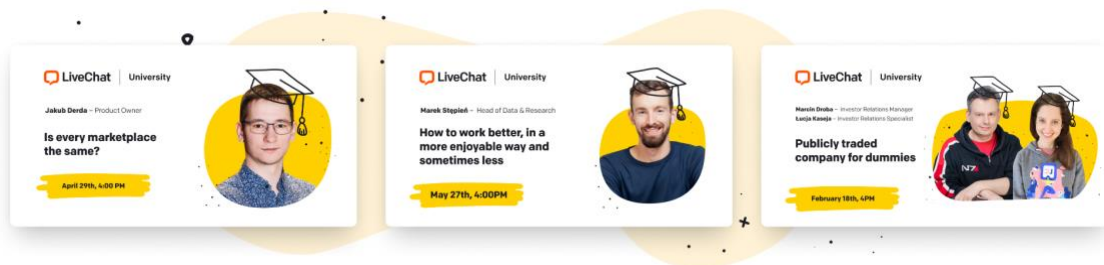 LiveChat | University
Jakub Derda – Product Owner
Is every marketplace
the same?
April 29th, 4:00 PM
LiveChat | University
Marek Stępień – Head of Data & Research
How to work better, in a
more enjoyable way and
sometimes less
May 27th, 4:00PM
LiveChat | University
Marcin Droba – Investor Relations Manager
Łucja Kaseja – Investor Relations Specialist
Publicly traded
company for dummies
February 18th, 4PM
N7